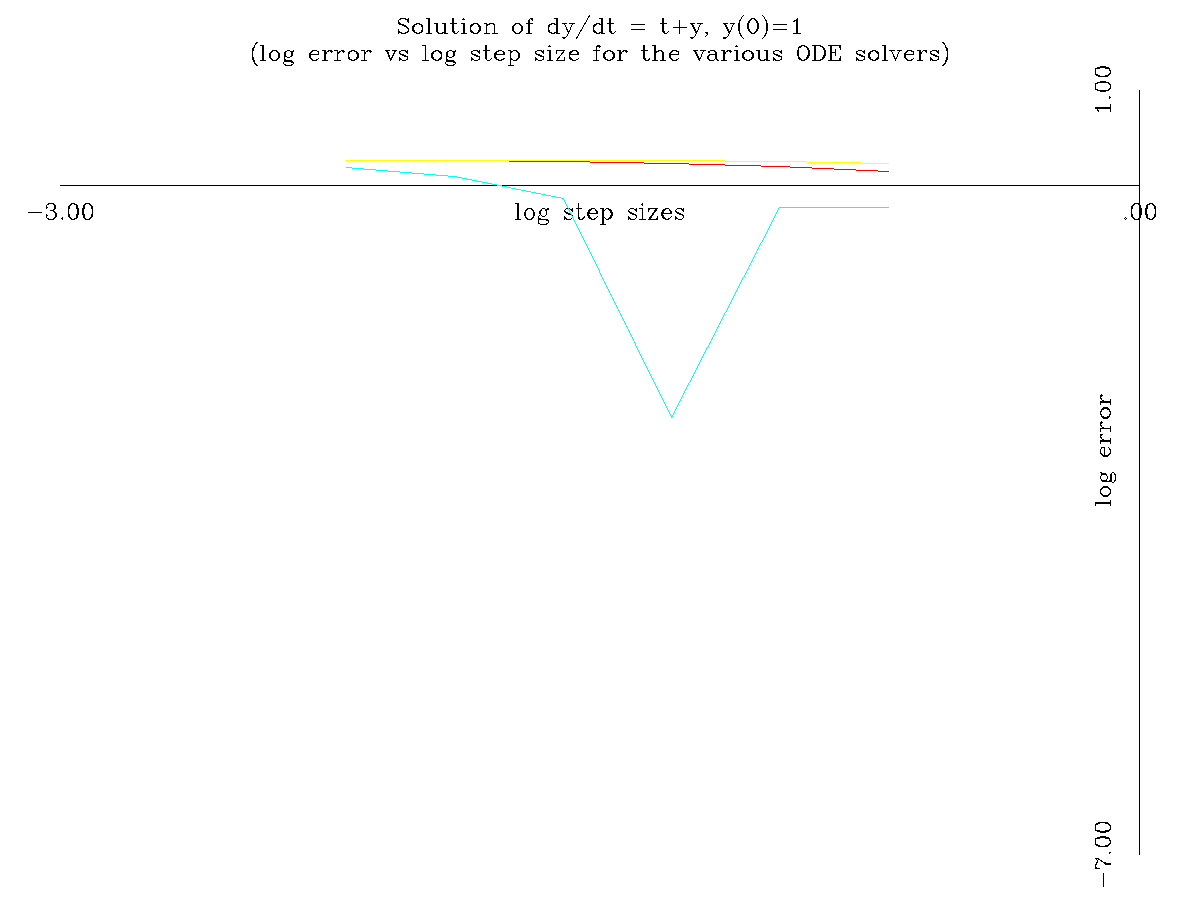 Solution of dy/dt = t+y, y(0)=1
(log error vs log step size for the various ODE solvers)
1.00
−3.00
log step sizes
.00
log error
−7.00